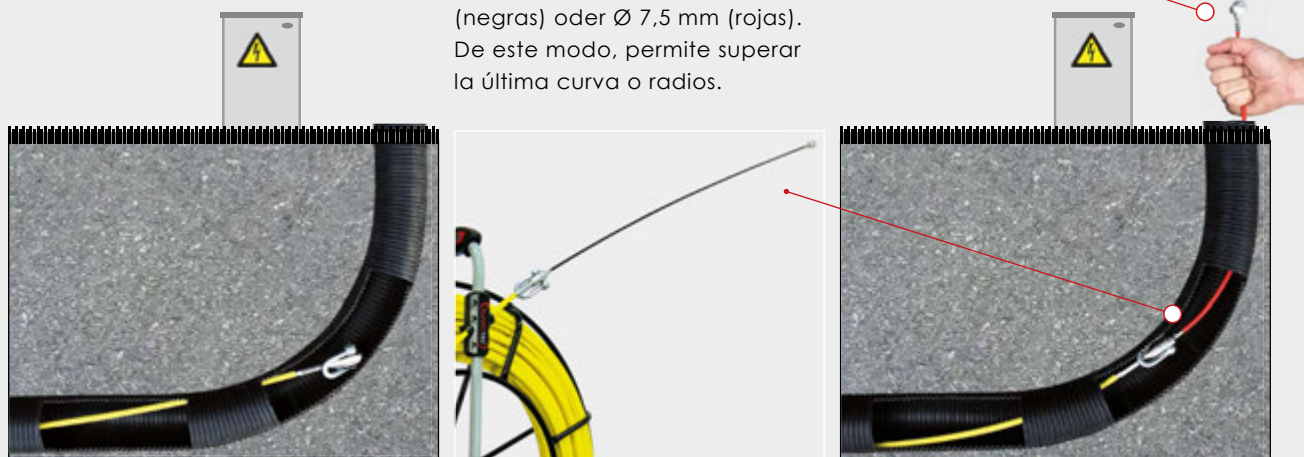 (negras) oder Ø 7,5 mm (rojas).
De este modo, permite superar
la última curva o radios.